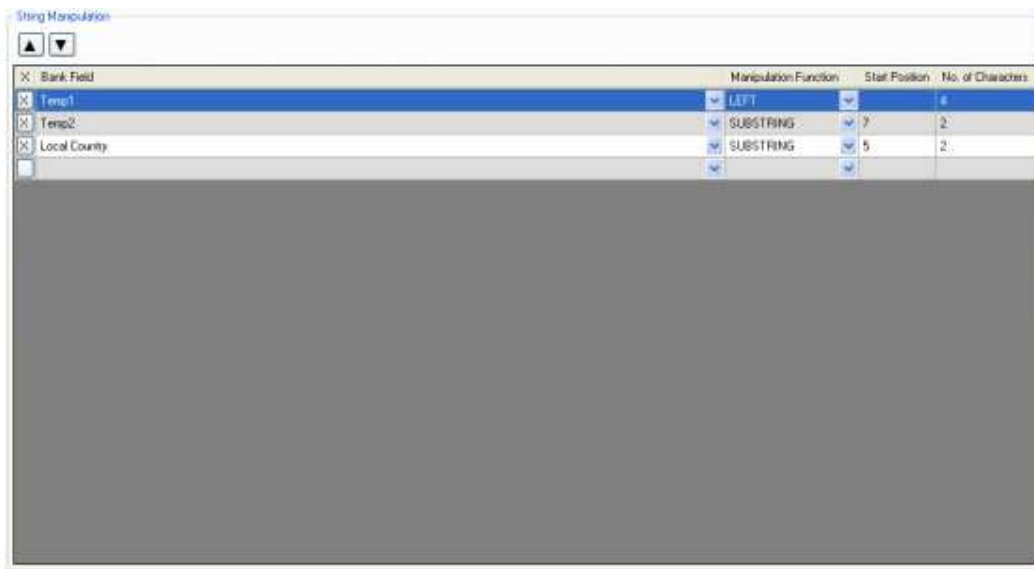 String Manipulation
X Bank Field Manipulation Function Start Position No. of Characters
X Temp1 LEFT 4
X Temp2 SUBSTRING 7 2
X Local Country SUBSTRING 5 2